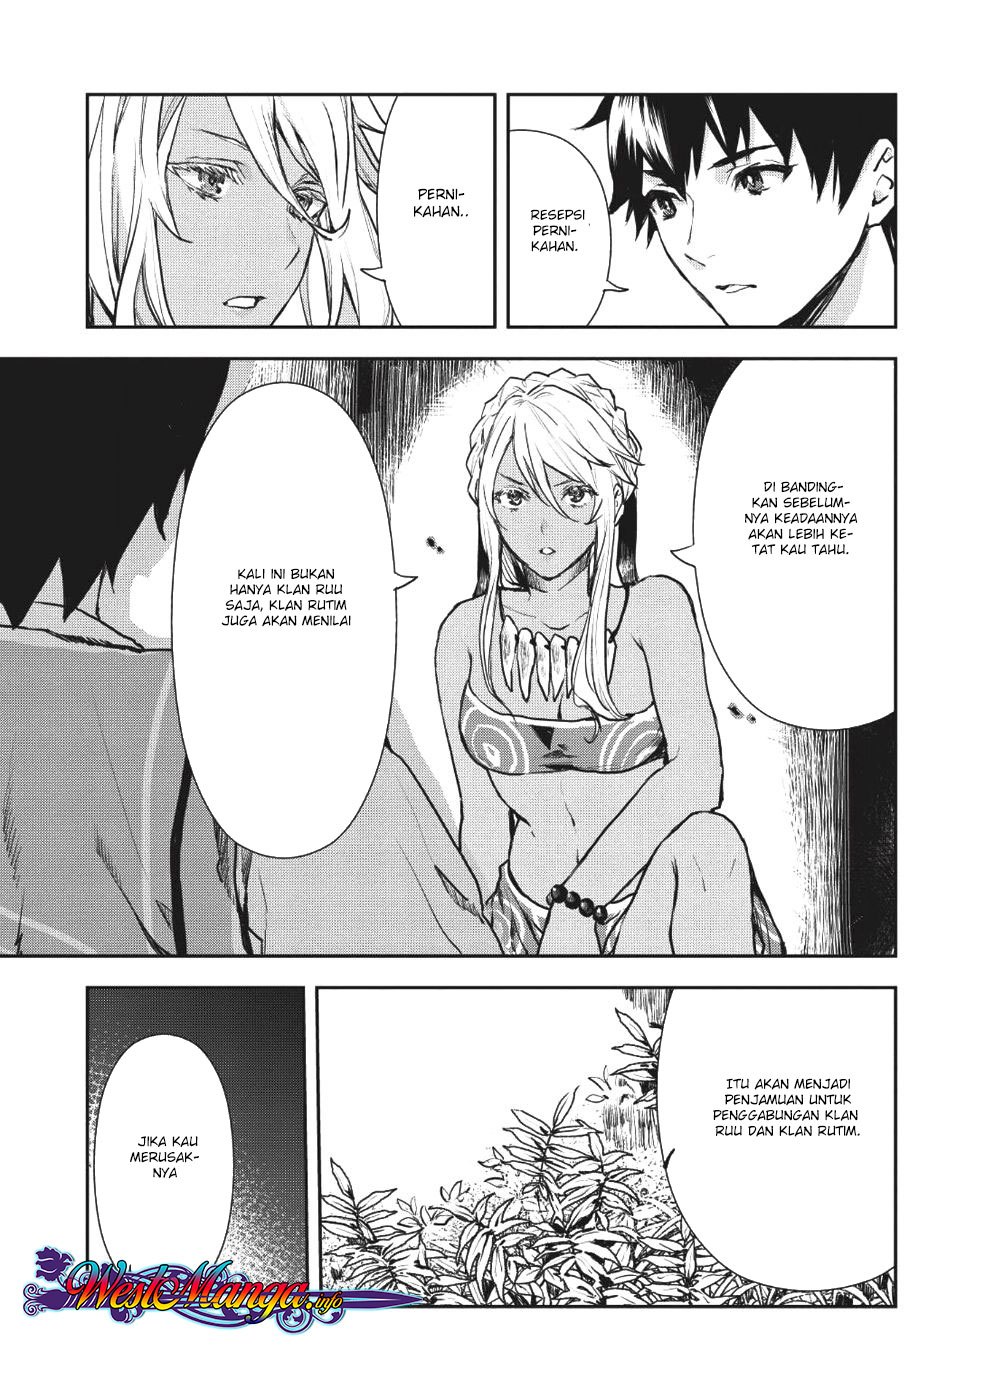 RESEPSI
PERNI-
KAHAN.
PERNI-
KAHAN..
DI BANDING-
KAN SEBELUM-
NYA KEADAANNYA
AKAN LEBIH KE-
TAT KAU TAHU.
KALI INI BUKAN
HANYA KLAN RUU
SAJA, KLAN RUTIM
JUGA AKAN MENILAI
ITU AKAN MENJADI
PENJAMUAN UNTUK
PENGGABUNGAN KLAN
RUU DAN KLAN RUTIM.
JIKA KAU
MERUSAK-
NYA
WestManga.info